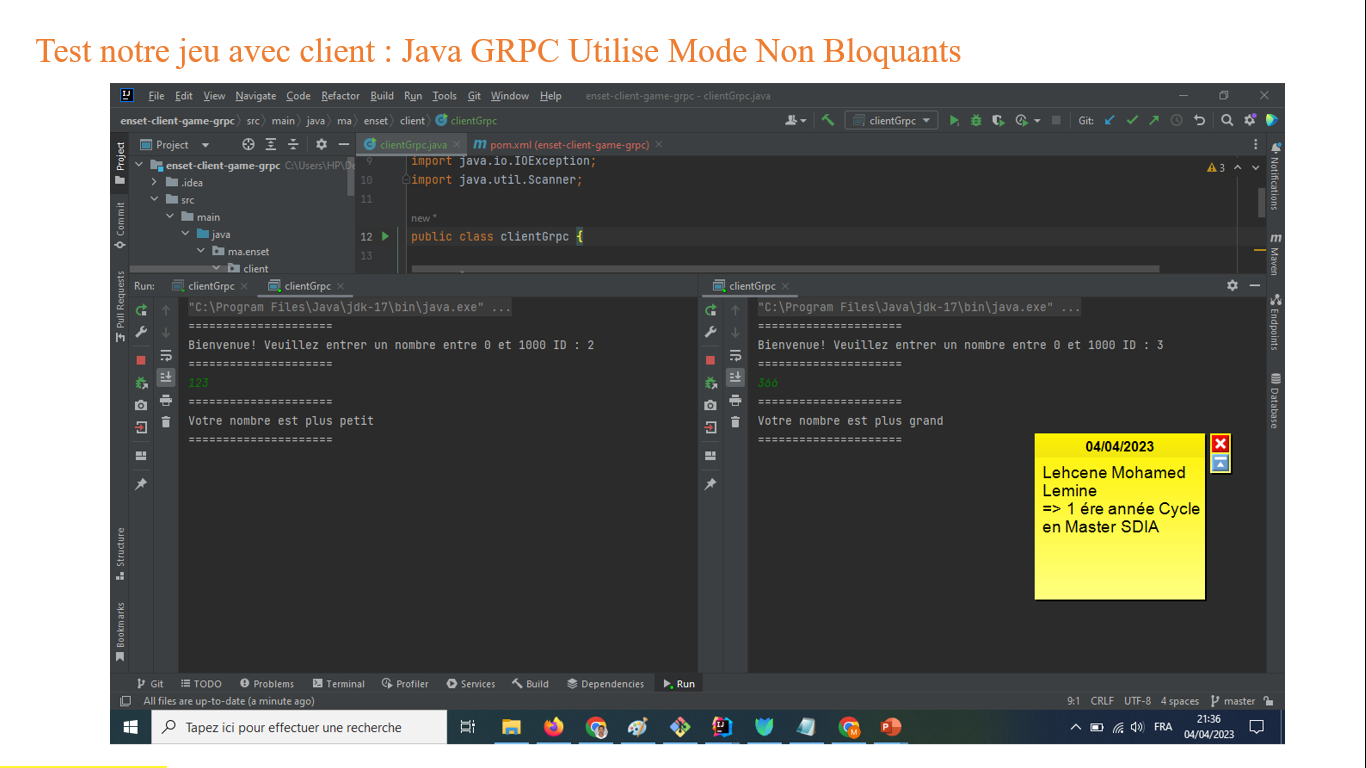 Test notre jeu avec client : Java GRPC Utilise Mode Non Bloquants
File Edit View Navigate Code Refactor Build Run Tools Git Window Help enset-client-game-grpc - clientGrpc.java
enset-client-game-grpc src main java ma enset client clientGrpc clientGrpc Git:
Project
clientGrpc.java
pom.xml (enset-client-game-grpc)
Project
Commit
Pull Requests
enset-client-game-grpc C:\Users\HP\De
.idea
src
main
java
ma.enset
client
9 import java.io.IOException;
10 import java.util.Scanner;
11
new *
12 public class clientGrpc {
13
3
Notifications
Maven
Endpoints
Database
Run: clientGrpc clientGrpc
"C:\Program Files\Java\jdk-17\bin\java.exe" ...
=====================
Bienvenue! Veuillez entrer un nombre entre 0 et 1000 ID : 2
=====================
123
=====================
Votre nombre est plus petit
=====================
clientGrpc
"C:\Program Files\Java\jdk-17\bin\java.exe" ...
=====================
Bienvenue! Veuillez entrer un nombre entre 0 et 1000 ID : 3
=====================
366
=====================
Votre nombre est plus grand
=====================
04/04/2023
Lehcene Mohamed
Lemine
=> 1 ére année Cycle
en Master SDIA
Structure
Bookmarks
Git TODO Problems Terminal Profiler Services Build Dependencies Run
All files are up-to-date (a minute ago) 9:1 CRLF UTF-8 4 spaces master
Tapez ici pour effectuer une recherche
FRA
21:36
04/04/2023